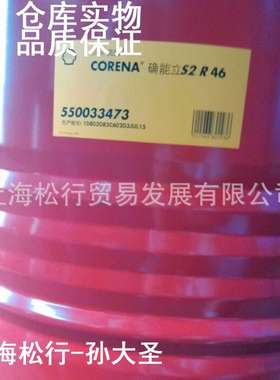 仓库实物
品质保证
CORENA® 确能立S2 R 46
550033473
上海松行贸易发展有限公
海松行-孙大圣